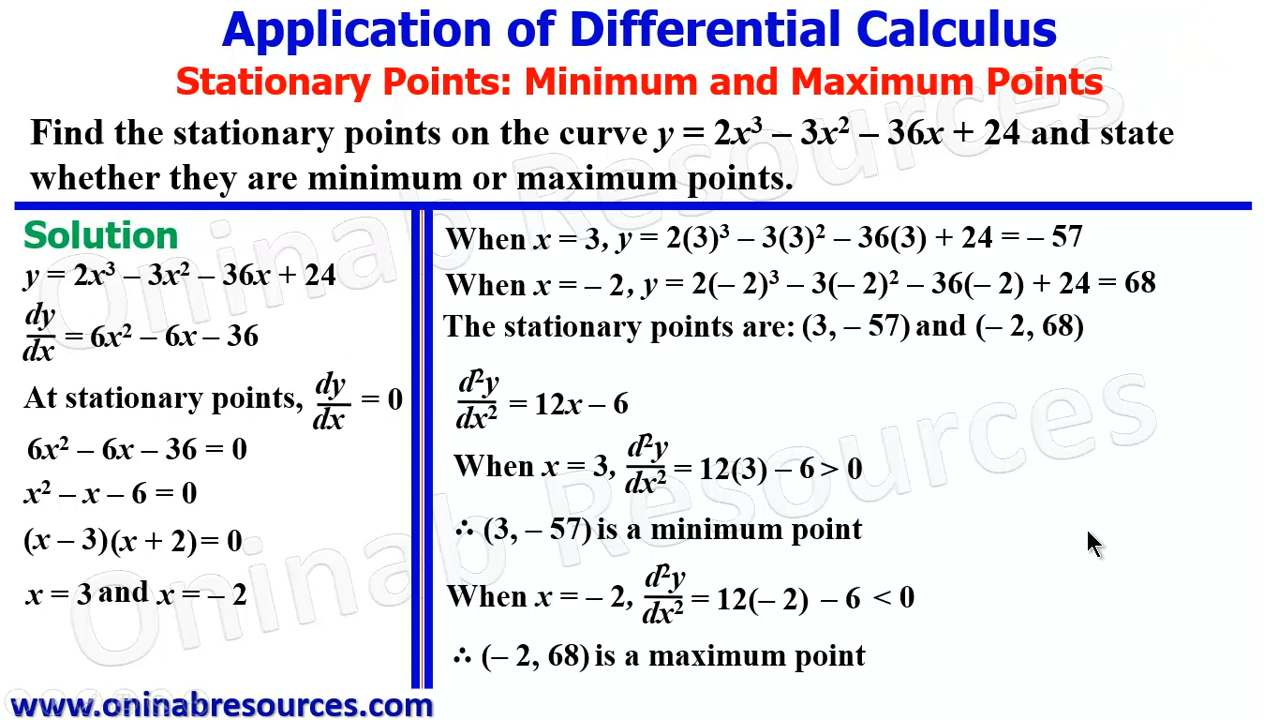 Application of Differential Calculus
Stationary Points: Minimum and Maximum Points
Find the stationary points on the curve y = 2x³ – 3x² – 36x + 24 and state
whether they are minimum or maximum points.
Solution
y = 2x³ – 3x² – 36x + 24
dy/dx = 6x² – 6x – 36
At stationary points, dy/dx = 0
6x² – 6x – 36 = 0
x² – x – 6 = 0
(x – 3)(x + 2) = 0
x = 3 and x = – 2
When x = 3, y = 2(3)³ – 3(3)² – 36(3) + 24 = – 57
When x = – 2, y = 2(– 2)³ – 3(– 2)² – 36(– 2) + 24 = 68
The stationary points are: (3, – 57) and (– 2, 68)
d²y/dx² = 12x – 6
When x = 3, d²y/dx² = 12(3) – 6 > 0
∴ (3, – 57) is a minimum point
When x = – 2, d²y/dx² = 12(– 2) – 6 < 0
∴ (– 2, 68) is a maximum point
www.oninabresources.com
Oninab Resources
Oninab Resources